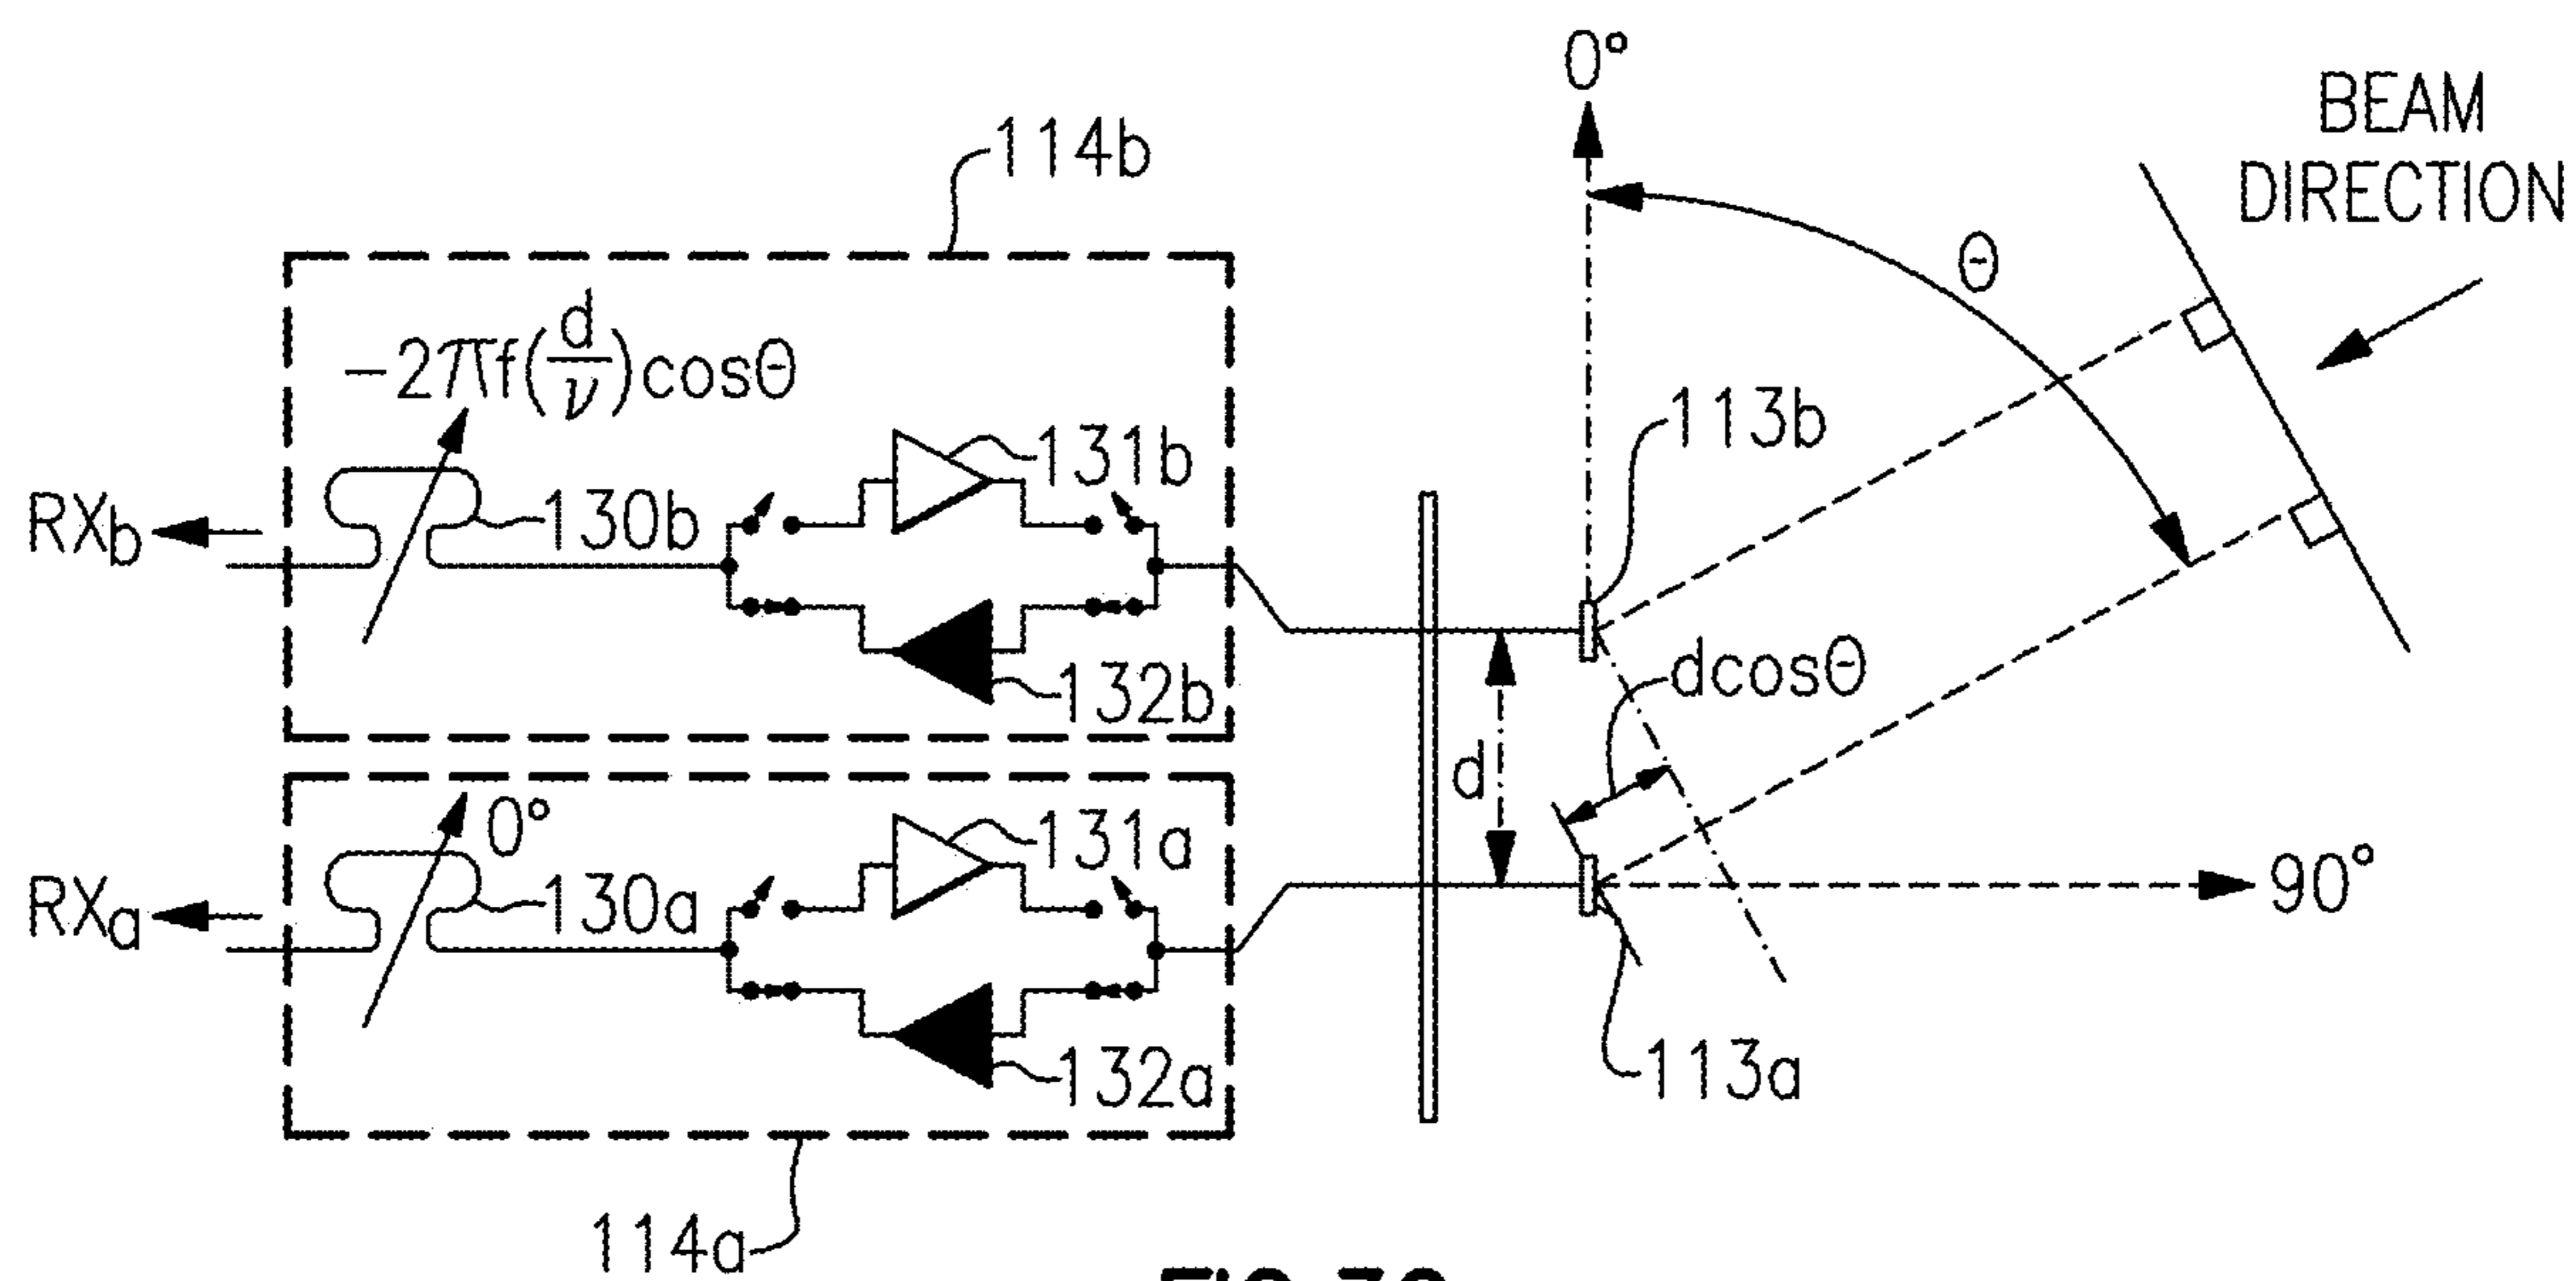 0°
BEAM
DIRECTION
114b
θ
−2πf(d/ν)cosθ
113b
131b
RXb
130b
132b
dcosθ
d
0°
131a
RXa
130a
90°
132a
113a
114a